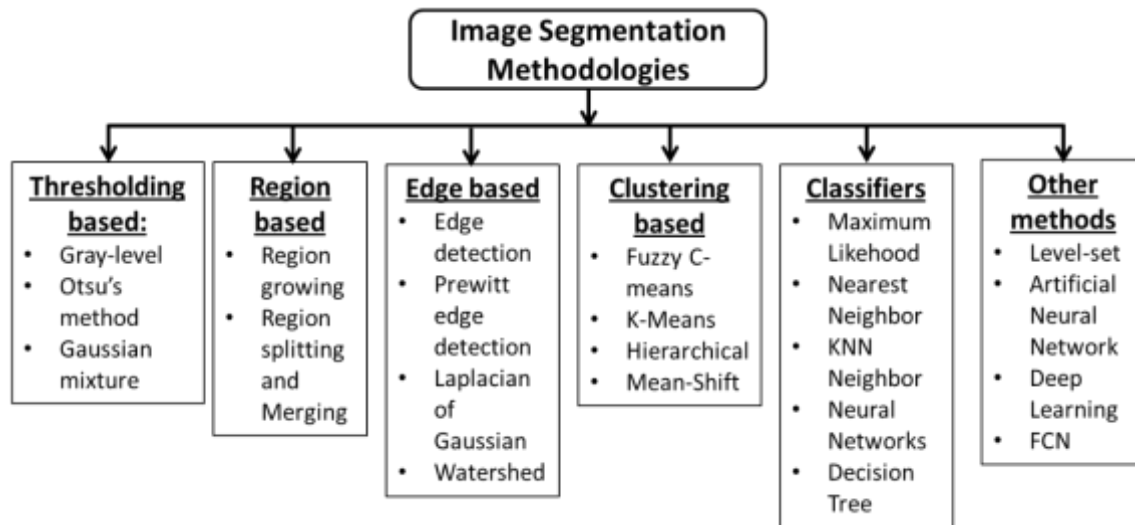 Image Segmentation
Methodologies
Thresholding
based:
• Gray-level
• Otsu's
method
• Gaussian
mixture
Region
based
• Region
growing
• Region
splitting
and
Merging
Edge based
• Edge
detection
• Prewitt
edge
detection
• Laplacian
of
Gaussian
• Watershed
Clustering
based
• Fuzzy C-
means
• K-Means
• Hierarchical
• Mean-Shift
Classifiers
• Maximum
Likehood
• Nearest
Neighbor
• KNN
Neighbor
• Neural
Networks
• Decision
Tree
Other
methods
• Level-set
• Artificial
Neural
Network
• Deep
Learning
• FCN